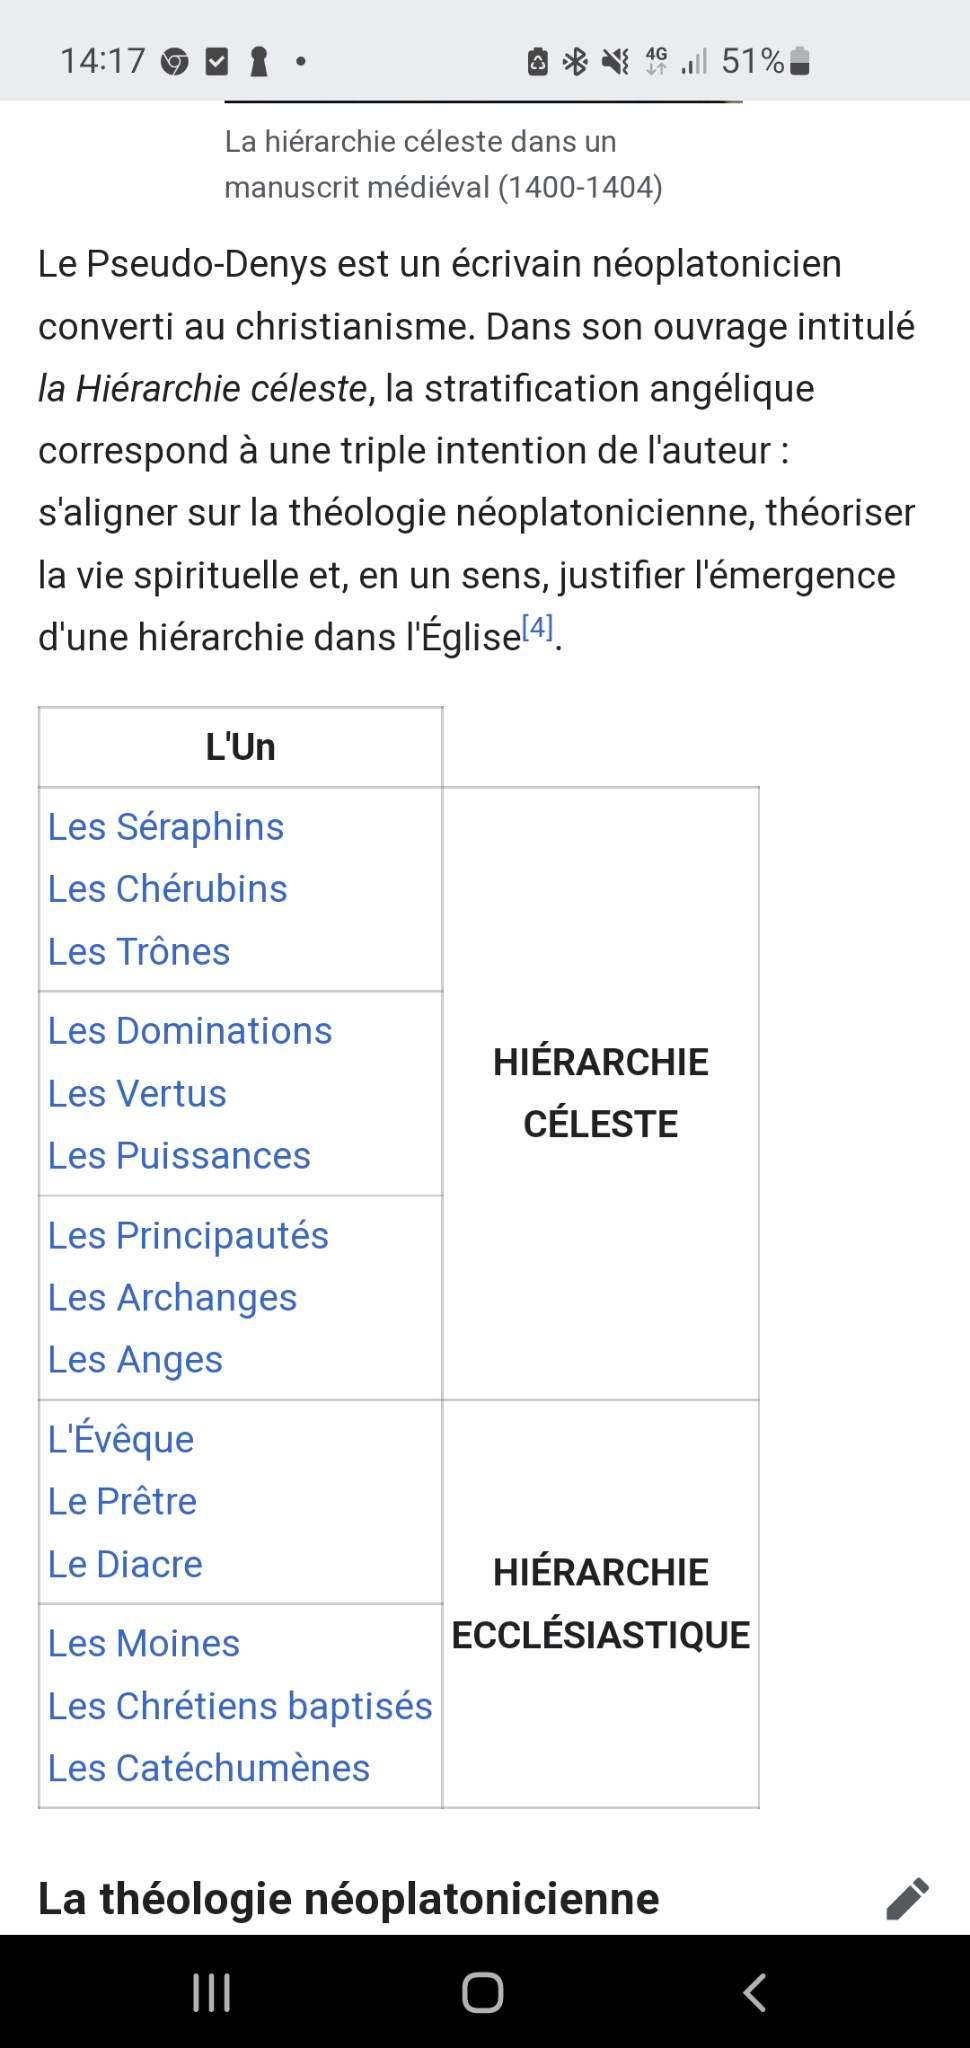 14:17
4G
51%
La hiérarchie céleste dans un
manuscrit médiéval (1400-1404)
Le Pseudo-Denys est un écrivain néoplatonicien
converti au christianisme. Dans son ouvrage intitulé
la Hiérarchie céleste, la stratification angélique
correspond à une triple intention de l'auteur :
s'aligner sur la théologie néoplatonicienne, théoriser
la vie spirituelle et, en un sens, justifier l'émergence
d'une hiérarchie dans l'Église[4].
L'Un
Les Séraphins
Les Chérubins
Les Trônes
Les Dominations
Les Vertus
Les Puissances
Les Principautés
Les Archanges
Les Anges
HIÉRARCHIE
CÉLESTE
L'Évêque
Le Prêtre
Le Diacre
Les Moines
Les Chrétiens baptisés
Les Catéchumènes
HIÉRARCHIE
ECCLÉSIASTIQUE
La théologie néoplatonicienne